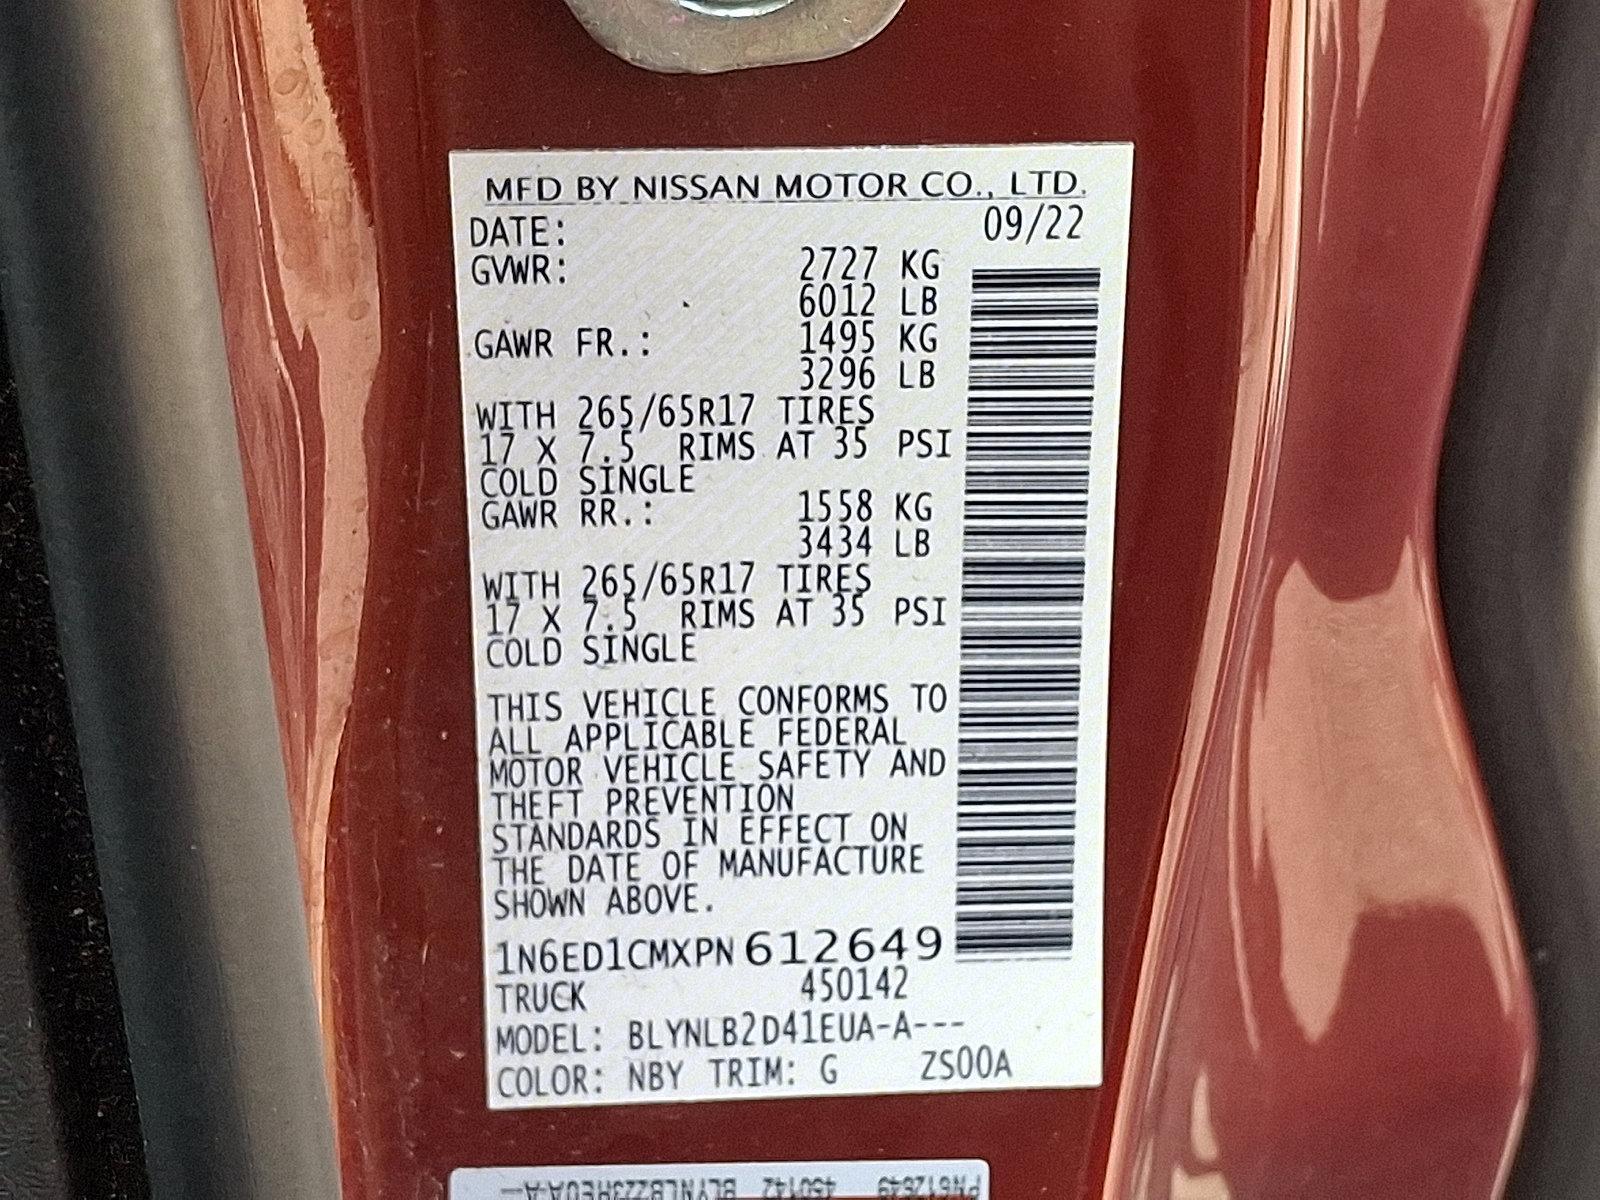 MFD BY NISSAN MOTOR CO., LTD.
DATE: 09/22
GVWR: 2727 KG
6012 LB
GAWR FR.: 1495 KG
3296 LB
WITH 265/65R17 TIRES
17 X 7.5 RIMS AT 35 PSI
COLD SINGLE
GAWR RR.: 1558 KG
3434 LB
WITH 265/65R17 TIRES
17 X 7.5 RIMS AT 35 PSI
COLD SINGLE
THIS VEHICLE CONFORMS TO
ALL APPLICABLE FEDERAL
MOTOR VEHICLE SAFETY AND
THEFT PREVENTION
STANDARDS IN EFFECT ON
THE DATE OF MANUFACTURE
SHOWN ABOVE.
1N6ED1CMXPN612649
TRUCK 450142
MODEL: BLYNLB2D41EUA-A---
COLOR: NBY TRIM: G ZS00A
PN612649 450142